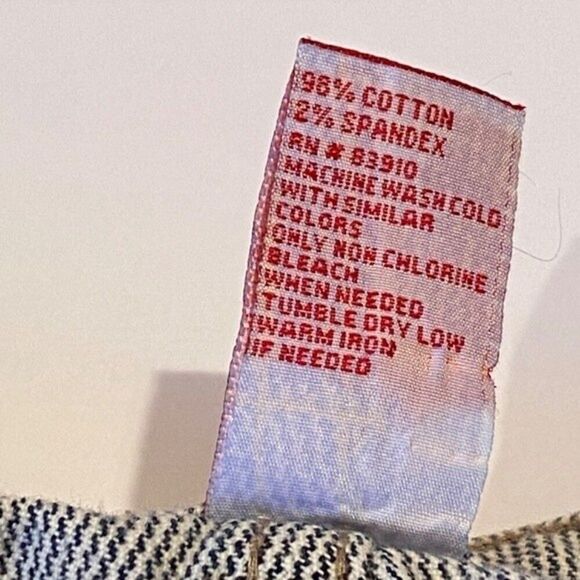 98% COTTON
2% SPANDEX
RN # 83910
MACHINE WASH COLD
WITH SIMILAR
COLORS
ONLY NON CHLORINE
BLEACH
WHEN NEEDED
TUMBLE DRY LOW
WARM IRON
IF NEEDED